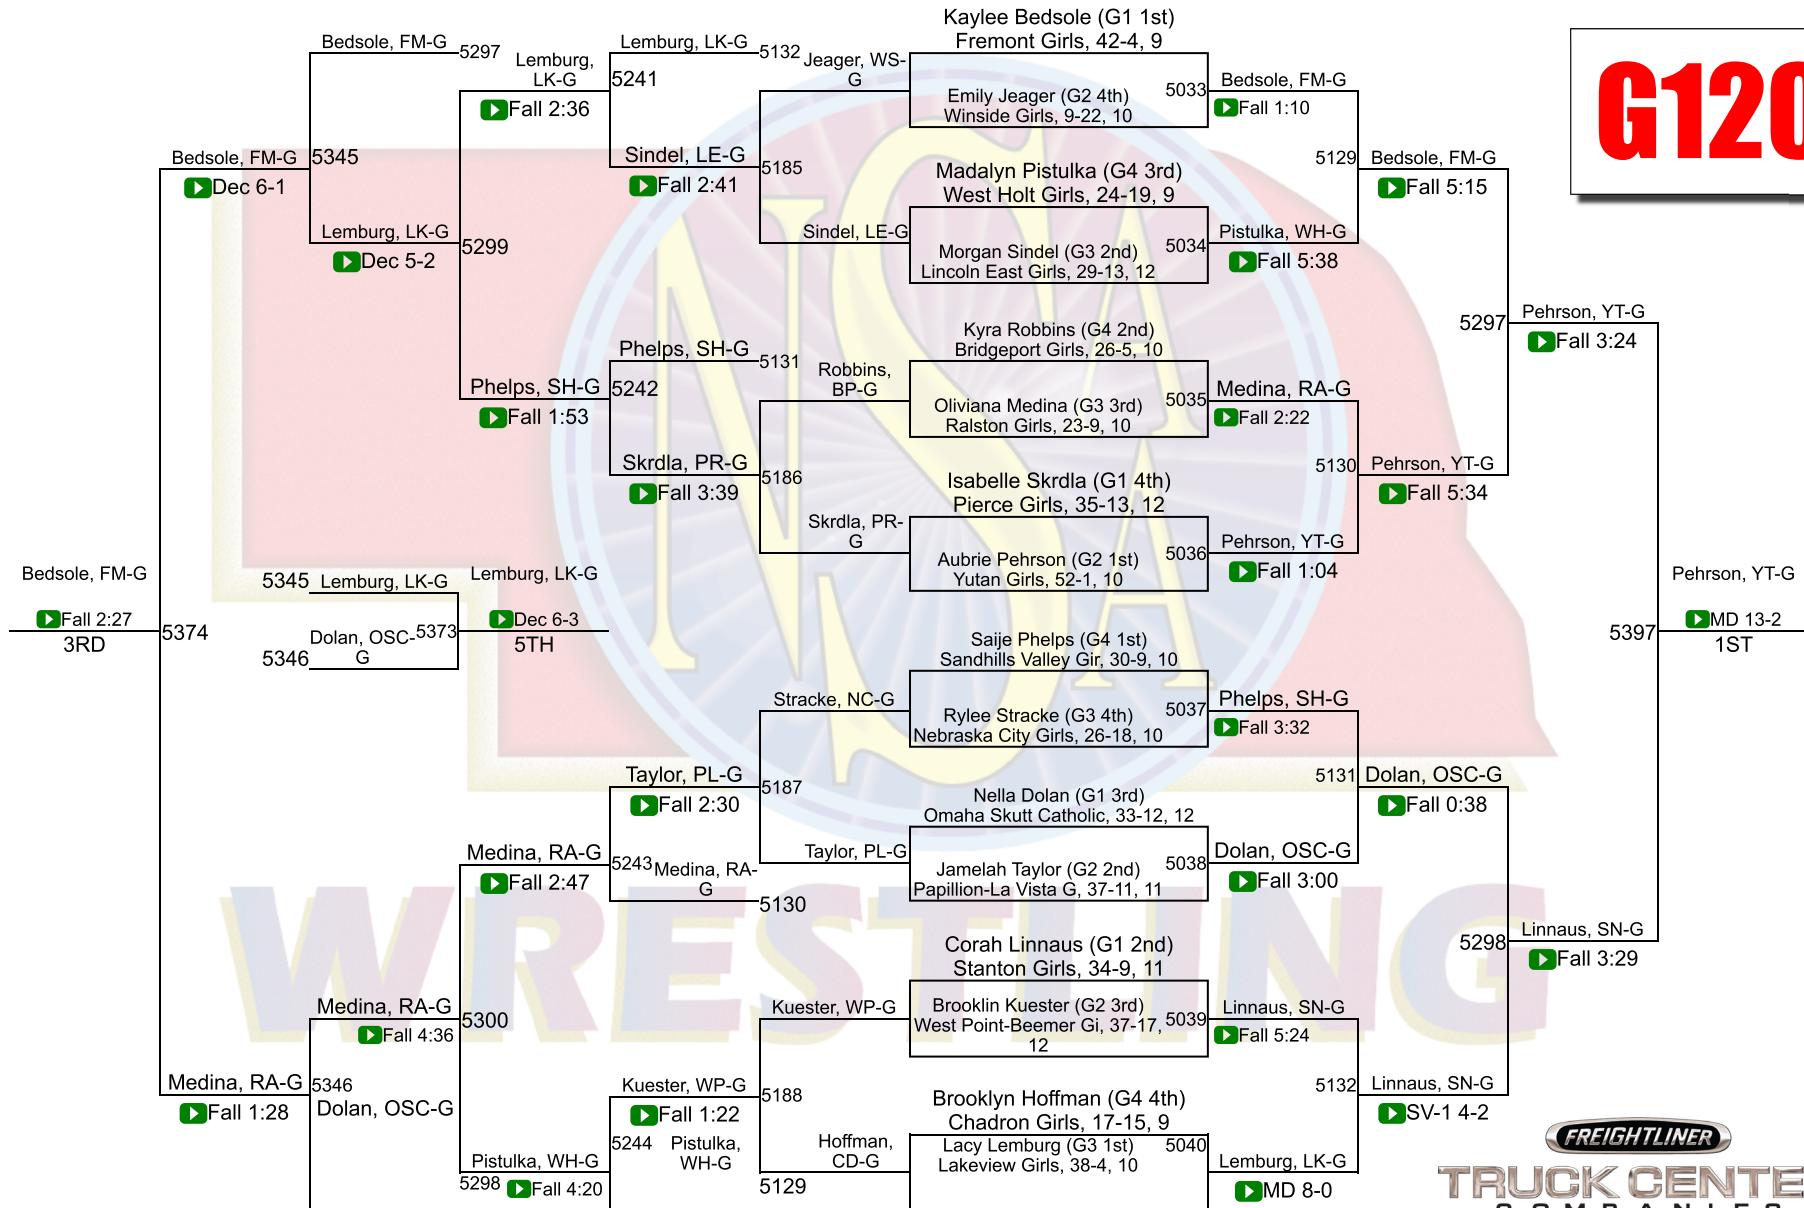 Kaylee Bedsole (G1 1st)
Fremont Girls, 42-4, 9
Emily Jeager (G2 4th)
Winside Girls, 9-22, 10
5033
Madalyn Pistulka (G4 3rd)
West Holt Girls, 24-19, 9
Morgan Sindel (G3 2nd)
Lincoln East Girls, 29-13, 12
5034
Kyra Robbins (G4 2nd)
Bridgeport Girls, 26-5, 10
Oliviana Medina (G3 3rd)
Ralston Girls, 23-9, 10
5035
Isabelle Skrdla (G1 4th)
Pierce Girls, 35-13, 12
Aubrie Pehrson (G2 1st)
Yutan Girls, 52-1, 10
5036
Saije Phelps (G4 1st)
Sandhills Valley Gir, 30-9, 10
Rylee Stracke (G3 4th)
Nebraska City Girls, 26-18, 10
5037
Nella Dolan (G1 3rd)
Omaha Skutt Catholic, 33-12, 12
Jamelah Taylor (G2 2nd)
Papillion-La Vista G, 37-11, 11
5038
Corah Linnaus (G1 2nd)
Stanton Girls, 34-9, 11
Brooklin Kuester (G2 3rd)
West Point-Beemer Gi, 37-17,
12
5039
Brooklyn Hoffman (G4 4th)
Chadron Girls, 17-15, 9
Lacy Lemburg (G3 1st)
Lakeview Girls, 38-4, 10
5040
Bedsole, FM-G
Fall 1:10
Pistulka, WH-G
Fall 5:38
Medina, RA-G
Fall 2:22
Pehrson, YT-G
Fall 1:04
Phelps, SH-G
Fall 3:32
Dolan, OSC-G
Fall 3:00
Linnaus, SN-G
Fall 5:24
Lemburg, LK-G
MD 8-0
5129
Bedsole, FM-G
Fall 5:15
5130
Pehrson, YT-G
Fall 5:34
5131
Dolan, OSC-G
Fall 0:38
5132
Linnaus, SN-G
SV-1 4-2
5297
Pehrson, YT-G
Fall 3:24
5298
Linnaus, SN-G
Fall 3:29
5397
Pehrson, YT-G
MD 13-2
1ST
Jeager, WS-
G
Sindel, LE-G
5185
Robbins,
BP-G
Skrdla, PR-
G
5186
Stracke, NC-G
Taylor, PL-G
5187
Kuester, WP-G
Hoffman,
CD-G
5188
5129
Lemburg, LK-G
5132
Sindel, LE-G
Fall 2:41
5241
Phelps, SH-G
5131
Skrdla, PR-G
Fall 3:39
5242
Taylor, PL-G
Fall 2:30
5243
Medina, RA-
G
5130
Kuester, WP-G
Fall 1:22
5244
Pistulka,
WH-G
Lemburg,
LK-G
Fall 2:36
Phelps, SH-G
Fall 1:53
5299
Medina, RA-G
Fall 2:47
Pistulka, WH-G
Fall 4:20
5300
5298
Bedsole, FM-G
5297
Lemburg, LK-G
Dec 5-2
5345
Medina, RA-G
Fall 4:36
5346
Dolan, OSC-G
Bedsole, FM-G
Dec 6-1
Medina, RA-G
Fall 1:28
5374
Bedsole, FM-G
Fall 2:27
3RD
5345
Lemburg, LK-G
5346
Dolan, OSC-
G
5373
Lemburg, LK-G
Dec 6-3
5TH
G120
NSAA
WRESTLING
FREIGHTLINER
TRUCK CENTE